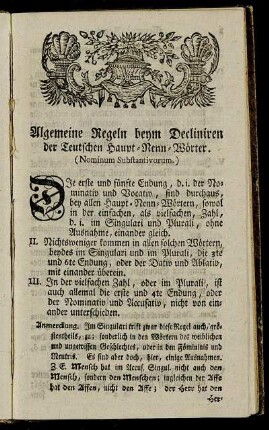 Algemeine Regeln beym Decliniren
der Teutschen Haupt-Nenn-Wörter.
(Nominum Substantivorum.)
Die erste und fünfte Endung, d. i. der No-
minativ und Vocativ, sind durchaus,
bey allen Haupt-Nenn-Wörtern, sowol
in der einfachen, als vielfachen, Zahl,
d. i. im Singulari und Plurali, ohne
Ausnahme, einander gleich.
II. Nichtsweniger kommen in allen solchen Wörtern,
beydes im Singulari und im Plurali, die 3te
und 6te Endung, oder der Dativ und Ablativ,
mit einander überein.
III. In der vielfachen Zahl, oder im Plurali, ist
auch allemal die erste und 4te Endung, oder
der Nominativ und Accusativ, nicht von ein-
ander unterschieden.
Anmerckung. Im Singulari trift zwar diese Regel auch, grö-
stentheils, zu: sonderlich in den Wörtern des weiblichen
und ungewissen Geschlechtes, oder in den Fömininis und
Neutris. Es sind aber doch, hier, einige Ausnahmen.
Z. E. Mensch hat im Accus. Singul. nicht auch den
Mensch, sondern den Menschen; ingleichen der Affe
hat den Affen, nicht den Affe; der Herr hat den
Her-